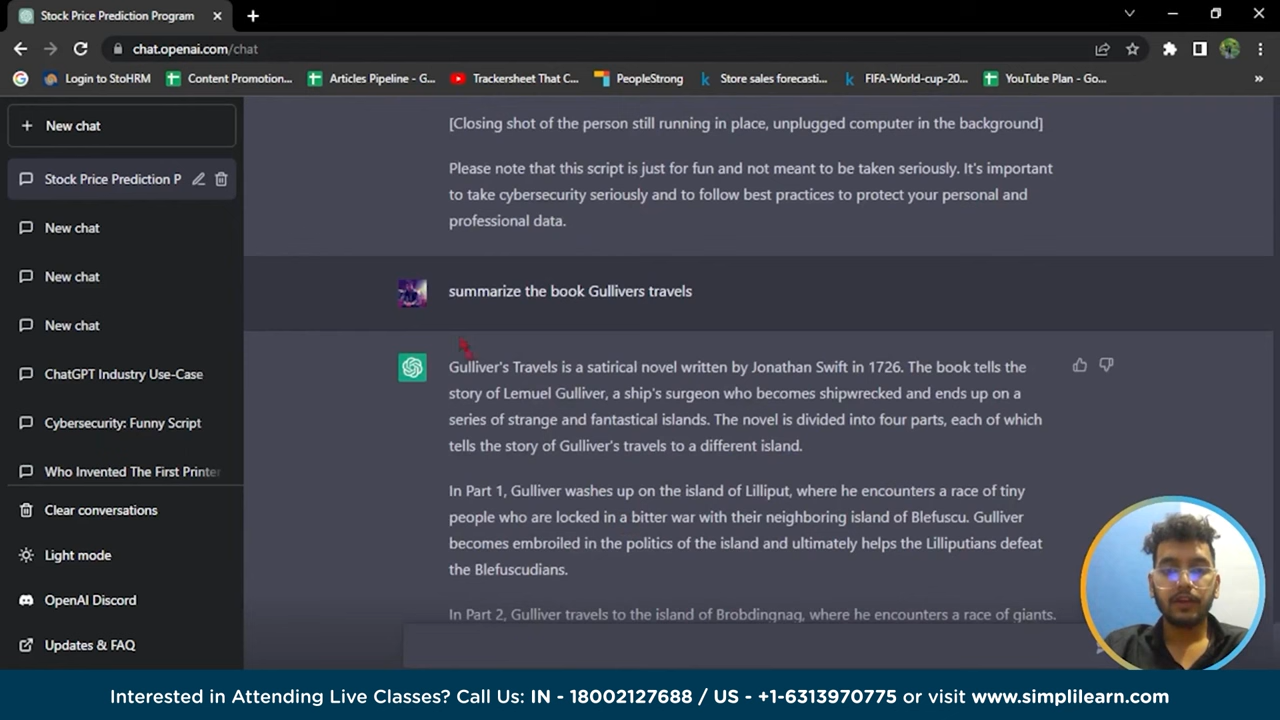 Stock Price Prediction Program
chat.openai.com/chat
Login to StoHRM
Content Promotion...
Articles Pipeline - G...
Trackersheet That C...
PeopleStrong
Store sales forecasti...
FIFA-World-cup-20...
YouTube Plan - Go...
»
+ New chat
Stock Price Prediction P
New chat
New chat
New chat
ChatGPT Industry Use-Case
Cybersecurity: Funny Script
Who Invented The First Printer
Clear conversations
Light mode
OpenAI Discord
Updates & FAQ
[Closing shot of the person still running in place, unplugged computer in the background]
Please note that this script is just for fun and not meant to be taken seriously. It's important
to take cybersecurity seriously and to follow best practices to protect your personal and
professional data.
summarize the book Gullivers travels
Gulliver's Travels is a satirical novel written by Jonathan Swift in 1726. The book tells the
story of Lemuel Gulliver, a ship's surgeon who becomes shipwrecked and ends up on a
series of strange and fantastical islands. The novel is divided into four parts, each of which
tells the story of Gulliver's travels to a different island.
In Part 1, Gulliver washes up on the island of Lilliput, where he encounters a race of tiny
people who are locked in a bitter war with their neighboring island of Blefuscu. Gulliver
becomes embroiled in the politics of the island and ultimately helps the Lilliputians defeat
the Blefuscudians.
In Part 2, Gulliver travels to the island of Brobdingnag, where he encounters a race of giants.
Interested in Attending Live Classes? Call Us: IN - 18002127688 / US - +1-6313970775 or visit www.simplilearn.com